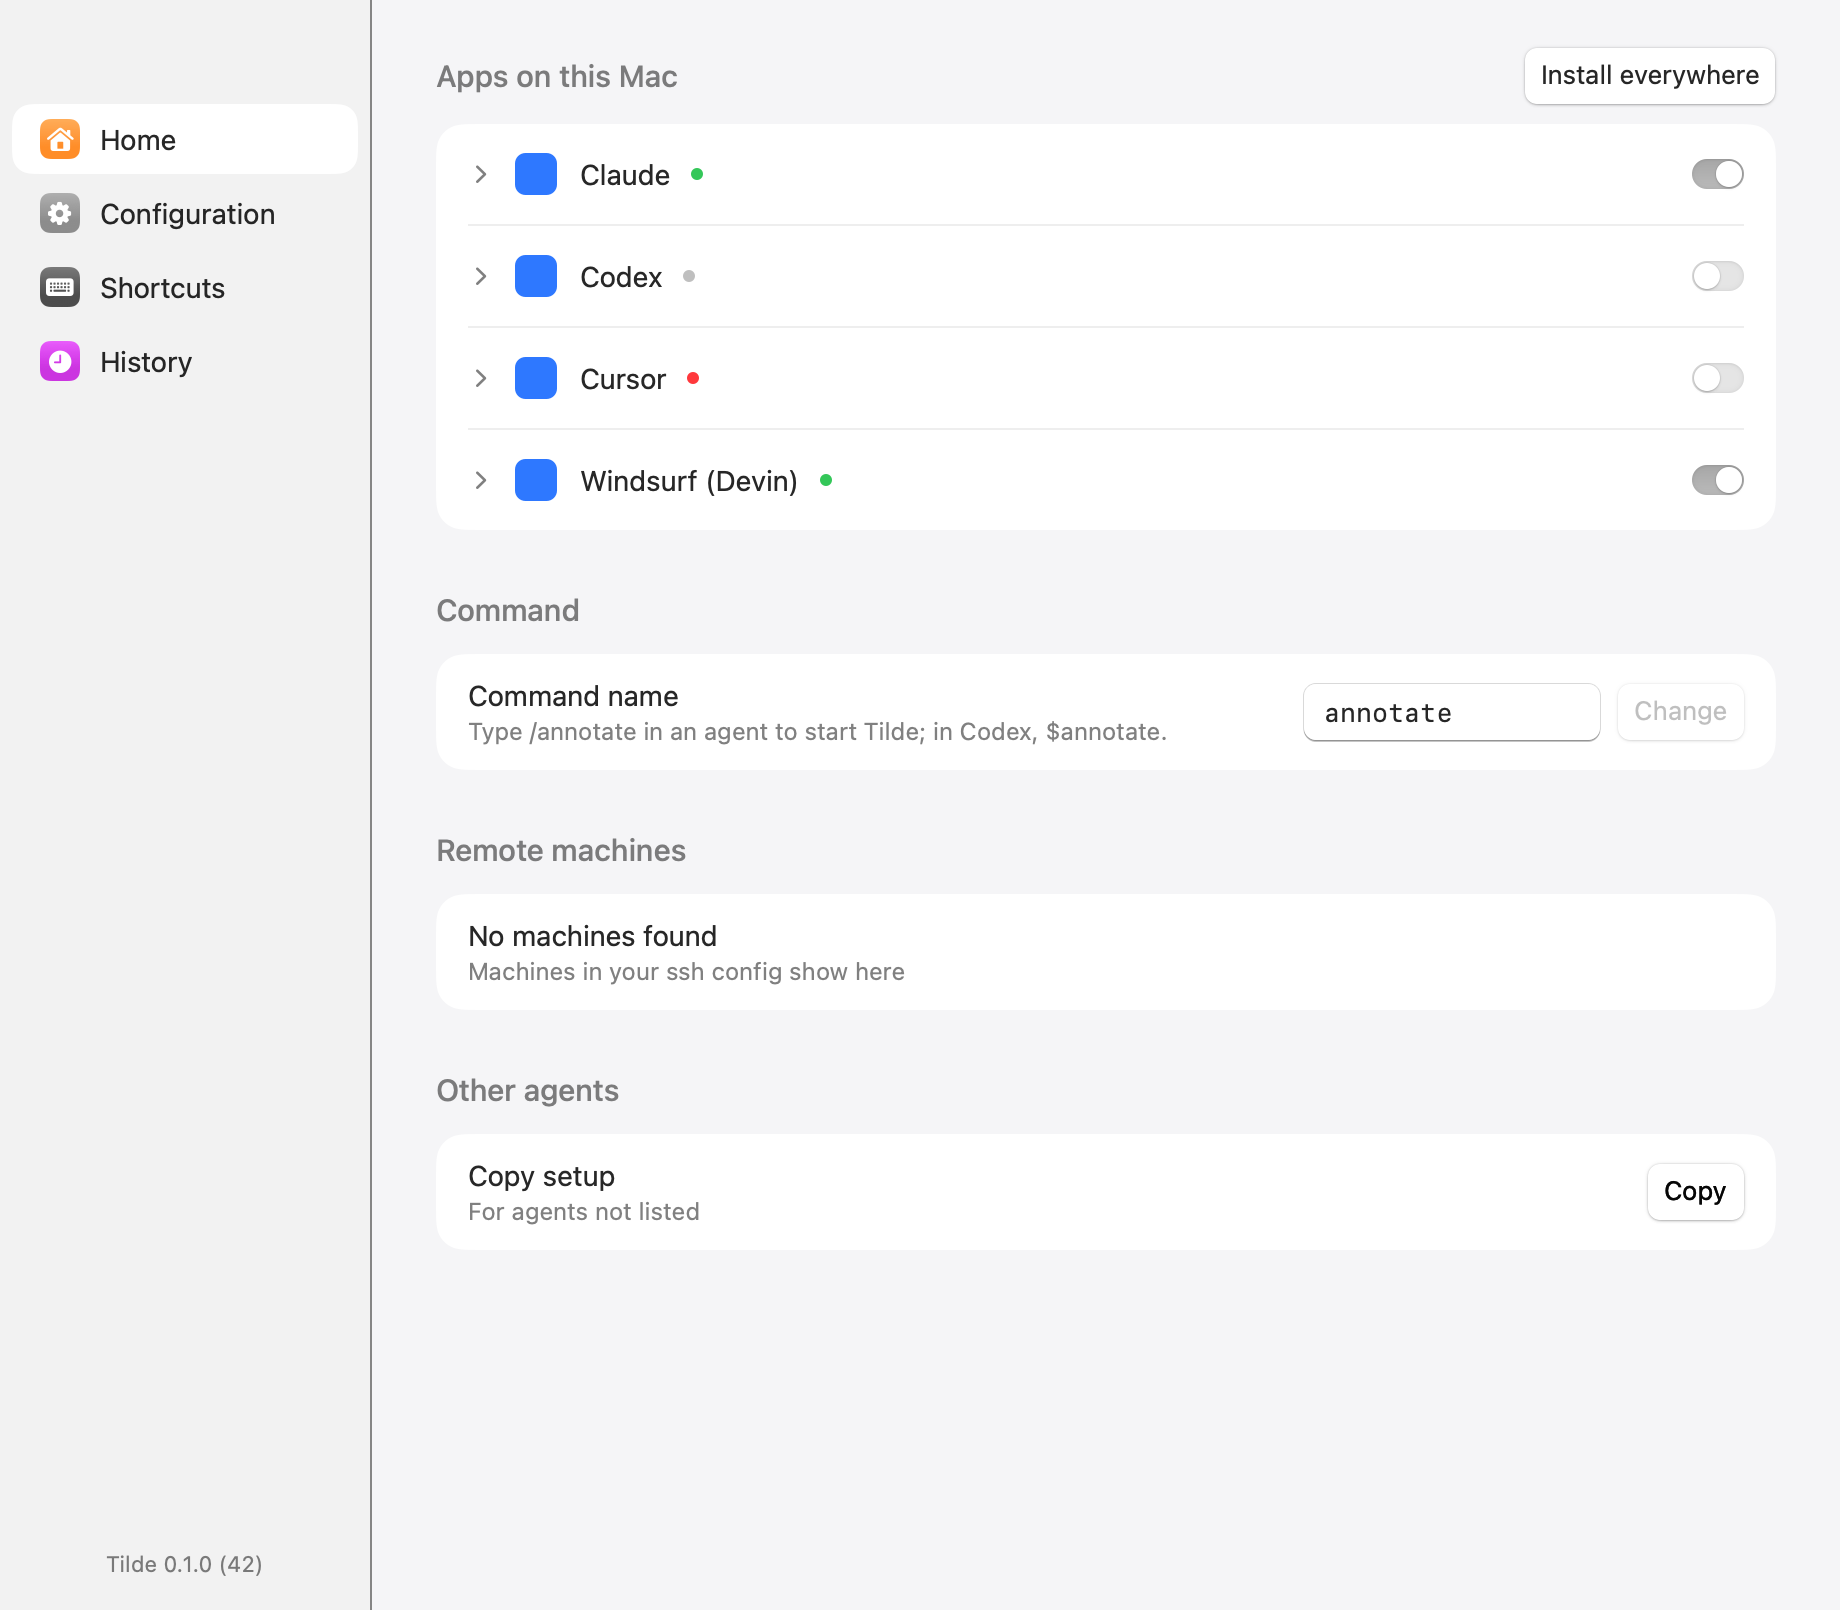 Home
Configuration
Shortcuts
History
Tilde 0.1.0 (42)
Apps on this Mac
Install everywhere
Claude
Codex
Cursor
Windsurf (Devin)
Command
Command name
Type /annotate in an agent to start Tilde; in Codex, $annotate.
annotate
Change
Remote machines
No machines found
Machines in your ssh config show here
Other agents
Copy setup
For agents not listed
Copy